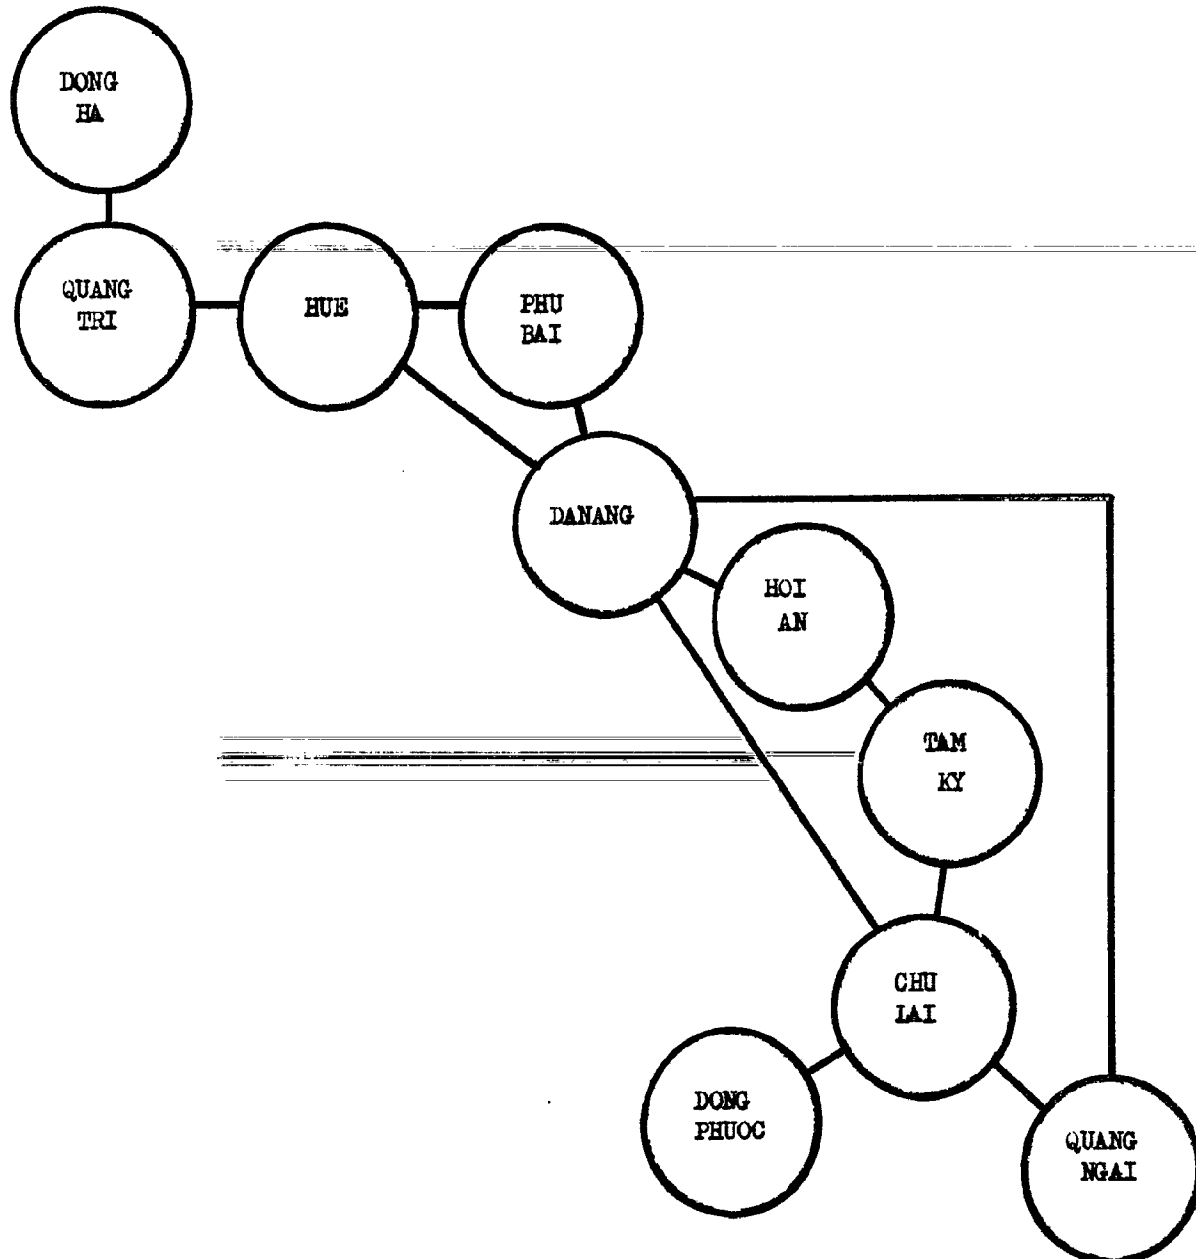 DONG
HA
QUANG
TRI
HUE
PHU
BAI
DANANG
HOI
AN
TAM
KY
CHU
LAI
DONG
PHUOC
QUANG
NGAI